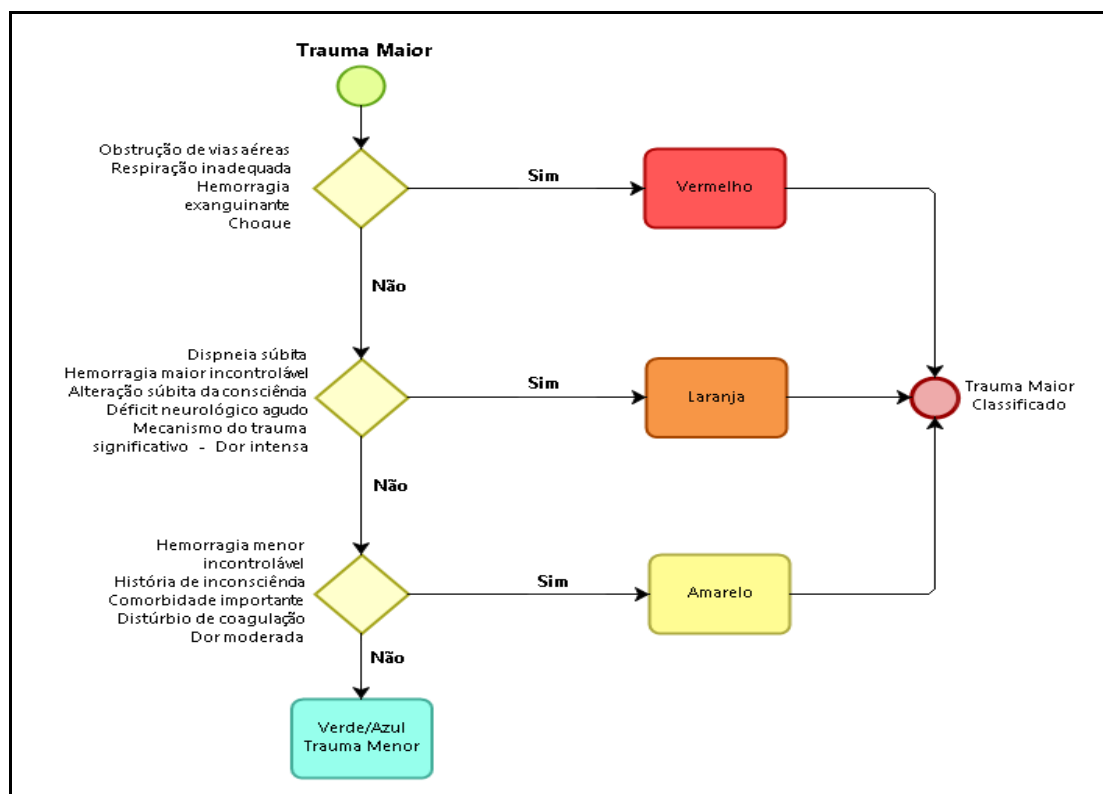 Trauma Maior
Obstrução de vias aéreas
Respiração inadequada
Hemorragia
exanguinante
Choque
Sim
Vermelho
Não
Dispneia súbita
Hemorragia maior incontrolável
Alteração súbita da consciência
Déficit neurológico agudo
Mecanismo do trauma
significativo - Dor intensa
Sim
Laranja
Trauma Maior
Classificado
Não
Hemorragia menor
incontrolável
História de inconsciência
Comorbidade importante
Distúrbio de coagulação
Dor moderada
Sim
Amarelo
Não
Verde/Azul
Trauma Menor